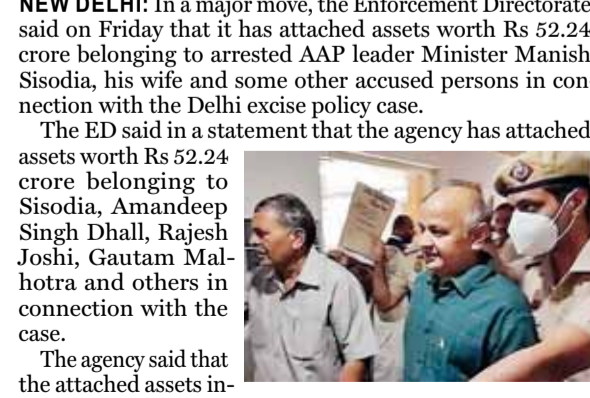 NEW DELHI: In a major move, the Enforcement Directorate
said on Friday that it has attached assets worth Rs 52.24
crore belonging to arrested AAP leader Minister Manish
Sisodia, his wife and some other accused persons in con-
nection with the Delhi excise policy case.
The ED said in a statement that the agency has attached
assets worth Rs 52.24
crore belonging to
Sisodia, Amandeep
Singh Dhall, Rajesh
Joshi, Gautam Mal-
hotra and others in
connection with the
case.
The agency said that
the attached assets in-